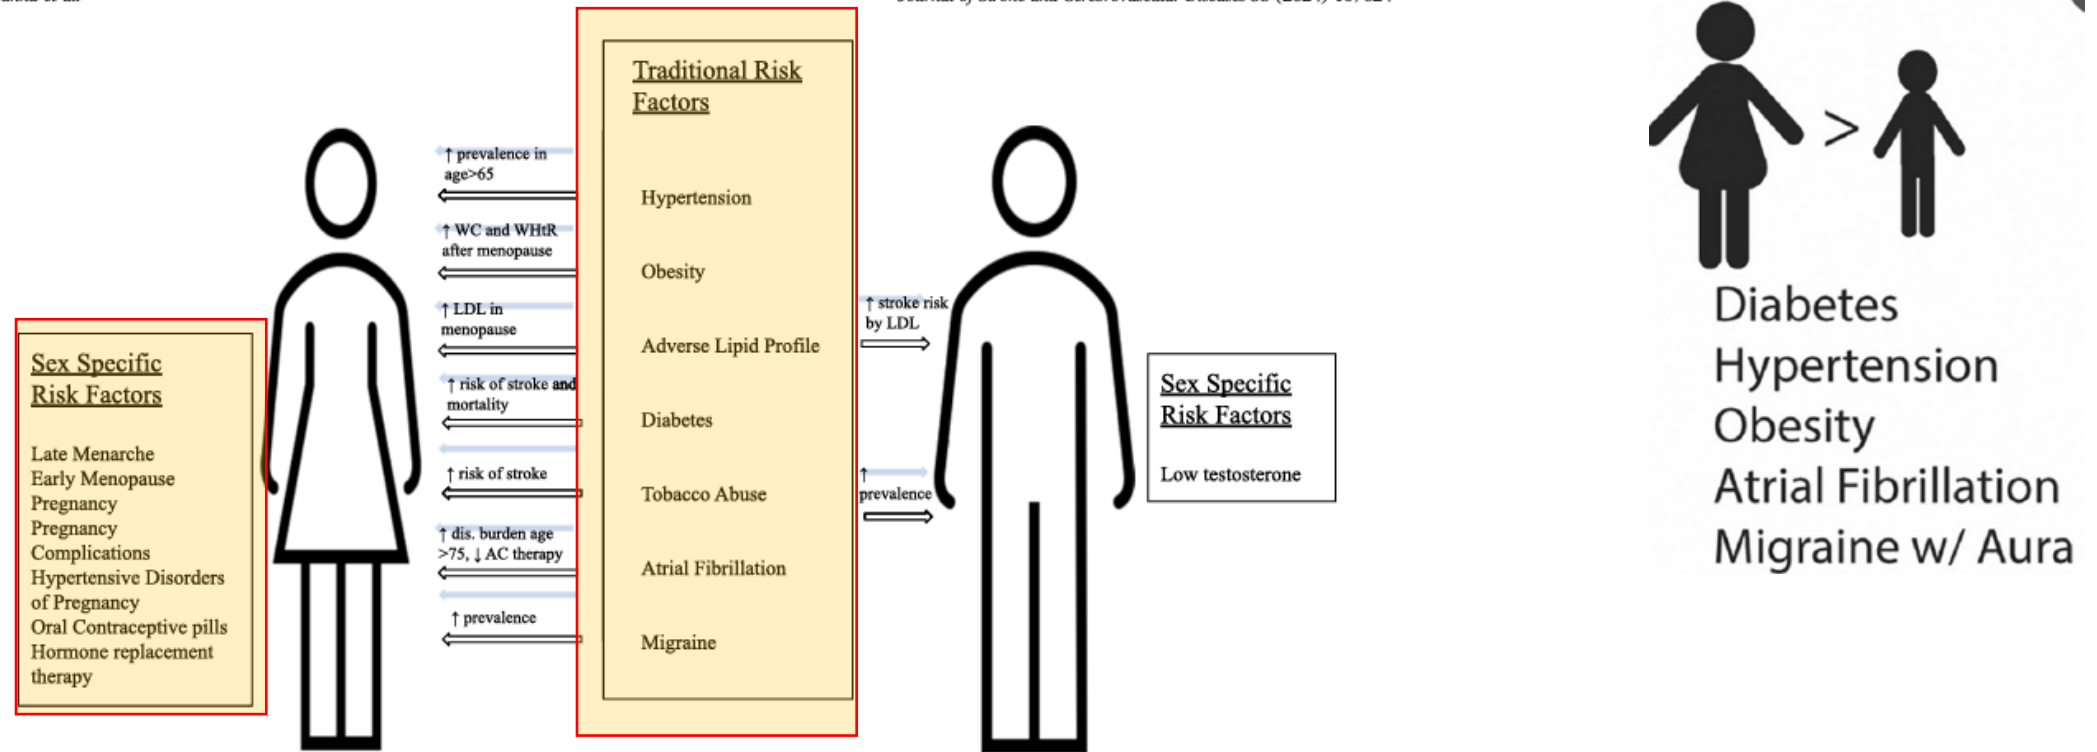 Traditional Risk
Factors
Hypertension
Obesity
Adverse Lipid Profile
Diabetes
Tobacco Abuse
Atrial Fibrillation
Migraine
↑ prevalence in
age>65
↑ WC and WHtR
after menopause
↑ LDL in
menopause
↑ risk of stroke and
mortality
↑ risk of stroke
↑ dis. burden age
>75, ↓ AC therapy
↑ prevalence
Sex Specific
Risk Factors
Late Menarche
Early Menopause
Pregnancy
Pregnancy
Complications
Hypertensive Disorders
of Pregnancy
Oral Contraceptive pills
Hormone replacement
therapy
↑ stroke risk
by LDL
↑
prevalence
Sex Specific
Risk Factors
Low testosterone
>
Diabetes
Hypertension
Obesity
Atrial Fibrillation
Migraine w/ Aura